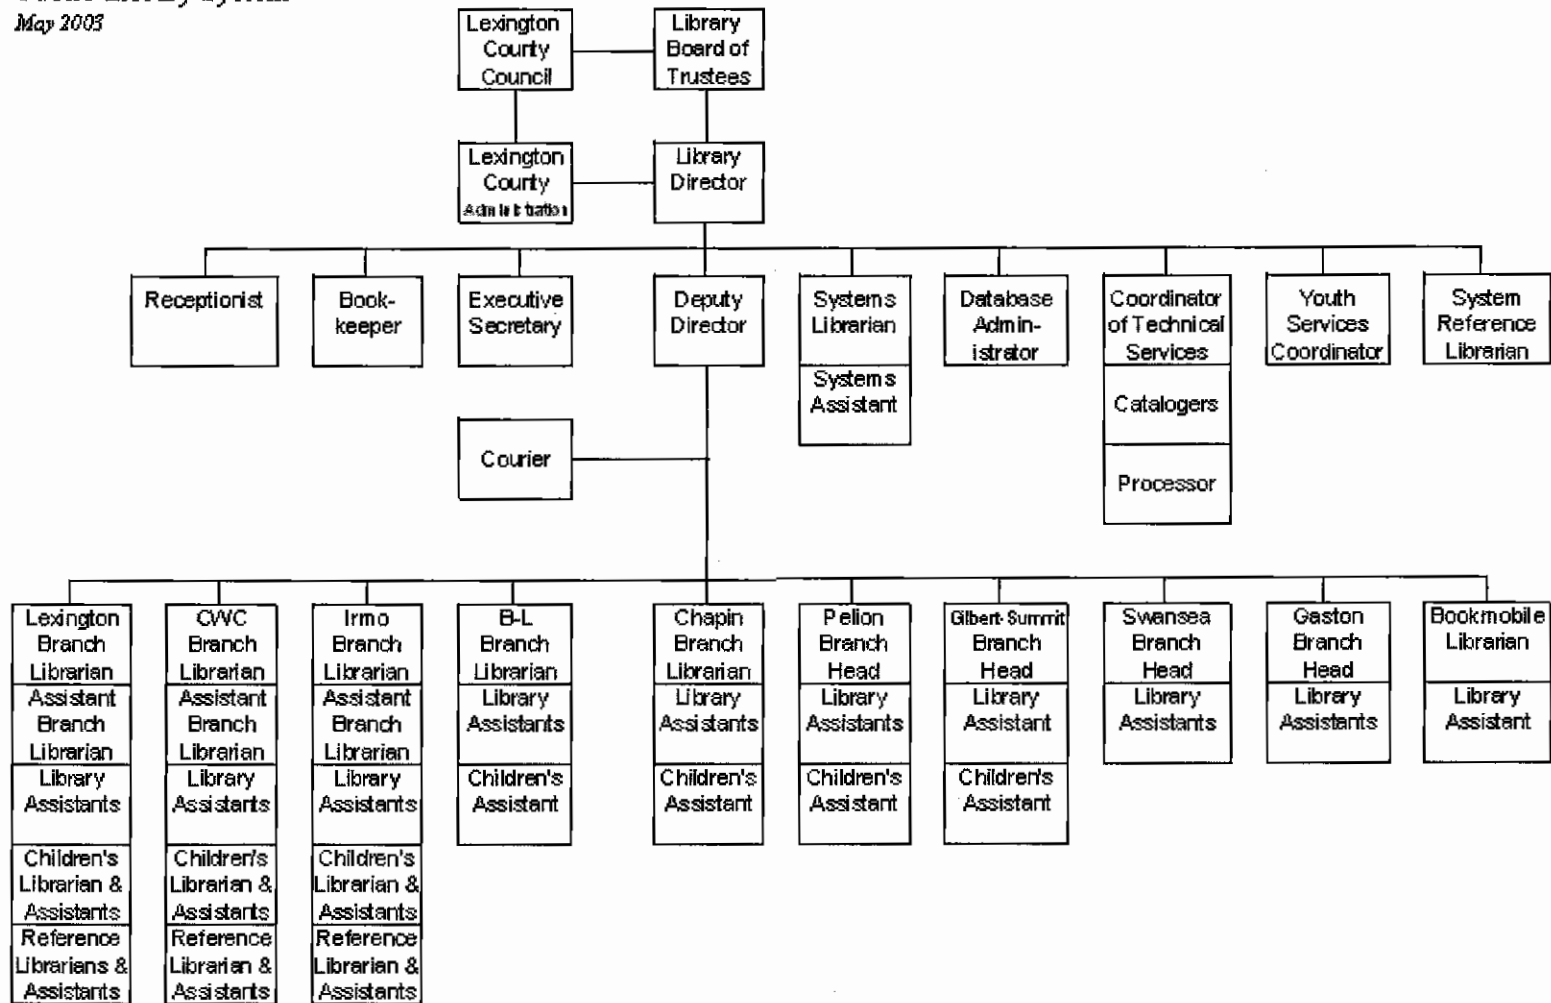 May 2003
Lexington
County
Council
Library
Board of
Trustees
Lexington
County
Administration
Library
Director
Receptionist
Book-
keeper
Executive
Secretary
Deputy
Director
Systems
Librarian
Systems
Assistant
Database
Admin-
istrator
Coordinator
of Technical
Services
Catalogers
Processor
Youth
Services
Coordinator
System
Reference
Librarian
Courier
Lexington
Branch
Librarian
Assistant
Branch
Librarian
Library
Assistants
Children's
Librarian &
Assistants
Reference
Librarians &
Assistants
CWC
Branch
Librarian
Assistant
Branch
Librarian
Library
Assistants
Children's
Librarian &
Assistants
Reference
Librarian &
Assistants
Irmo
Branch
Librarian
Assistant
Branch
Librarian
Library
Assistants
Children's
Librarian &
Assistants
Reference
Librarian &
Assistants
B-L
Branch
Librarian
Library
Assistants
Children's
Assistant
Chapin
Branch
Librarian
Library
Assistants
Children's
Assistant
Pelion
Branch
Head
Library
Assistants
Children's
Assistant
Gilbert-Summit
Branch
Head
Library
Assistant
Children's
Assistant
Swansea
Branch
Head
Library
Assistants
Gaston
Branch
Head
Library
Assistants
Bookmobile
Librarian
Library
Assistant